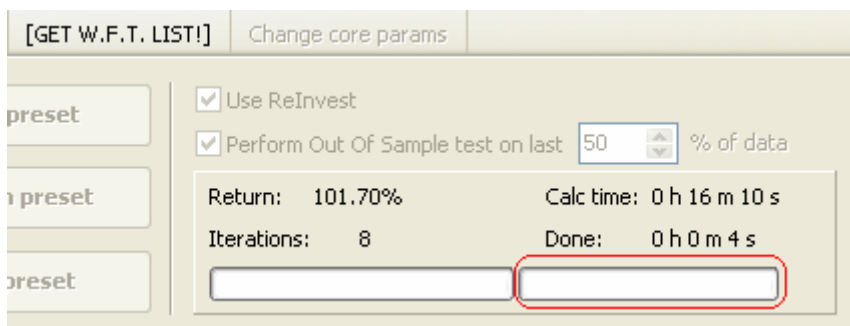 [GET W.F.T. LIST!] Change core params
preset
Use ReInvest
Perform Out Of Sample test on last 50 % of data
preset
Return: 101.70% Calc time: 0 h 16 m 10 s
Iterations: 8 Done: 0 h 0 m 4 s
preset